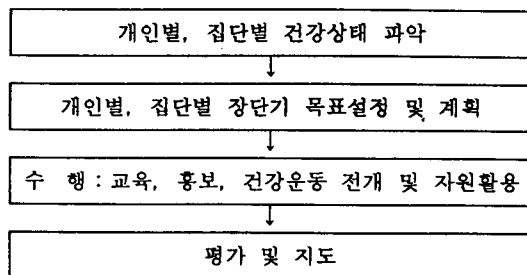 개인별, 집단별 건강상태 파악
개인별, 집단별 장단기 목표설정 및 계획
수 행 : 교육, 홍보, 건강운동 전개 및 자원활용
평가 및 지도